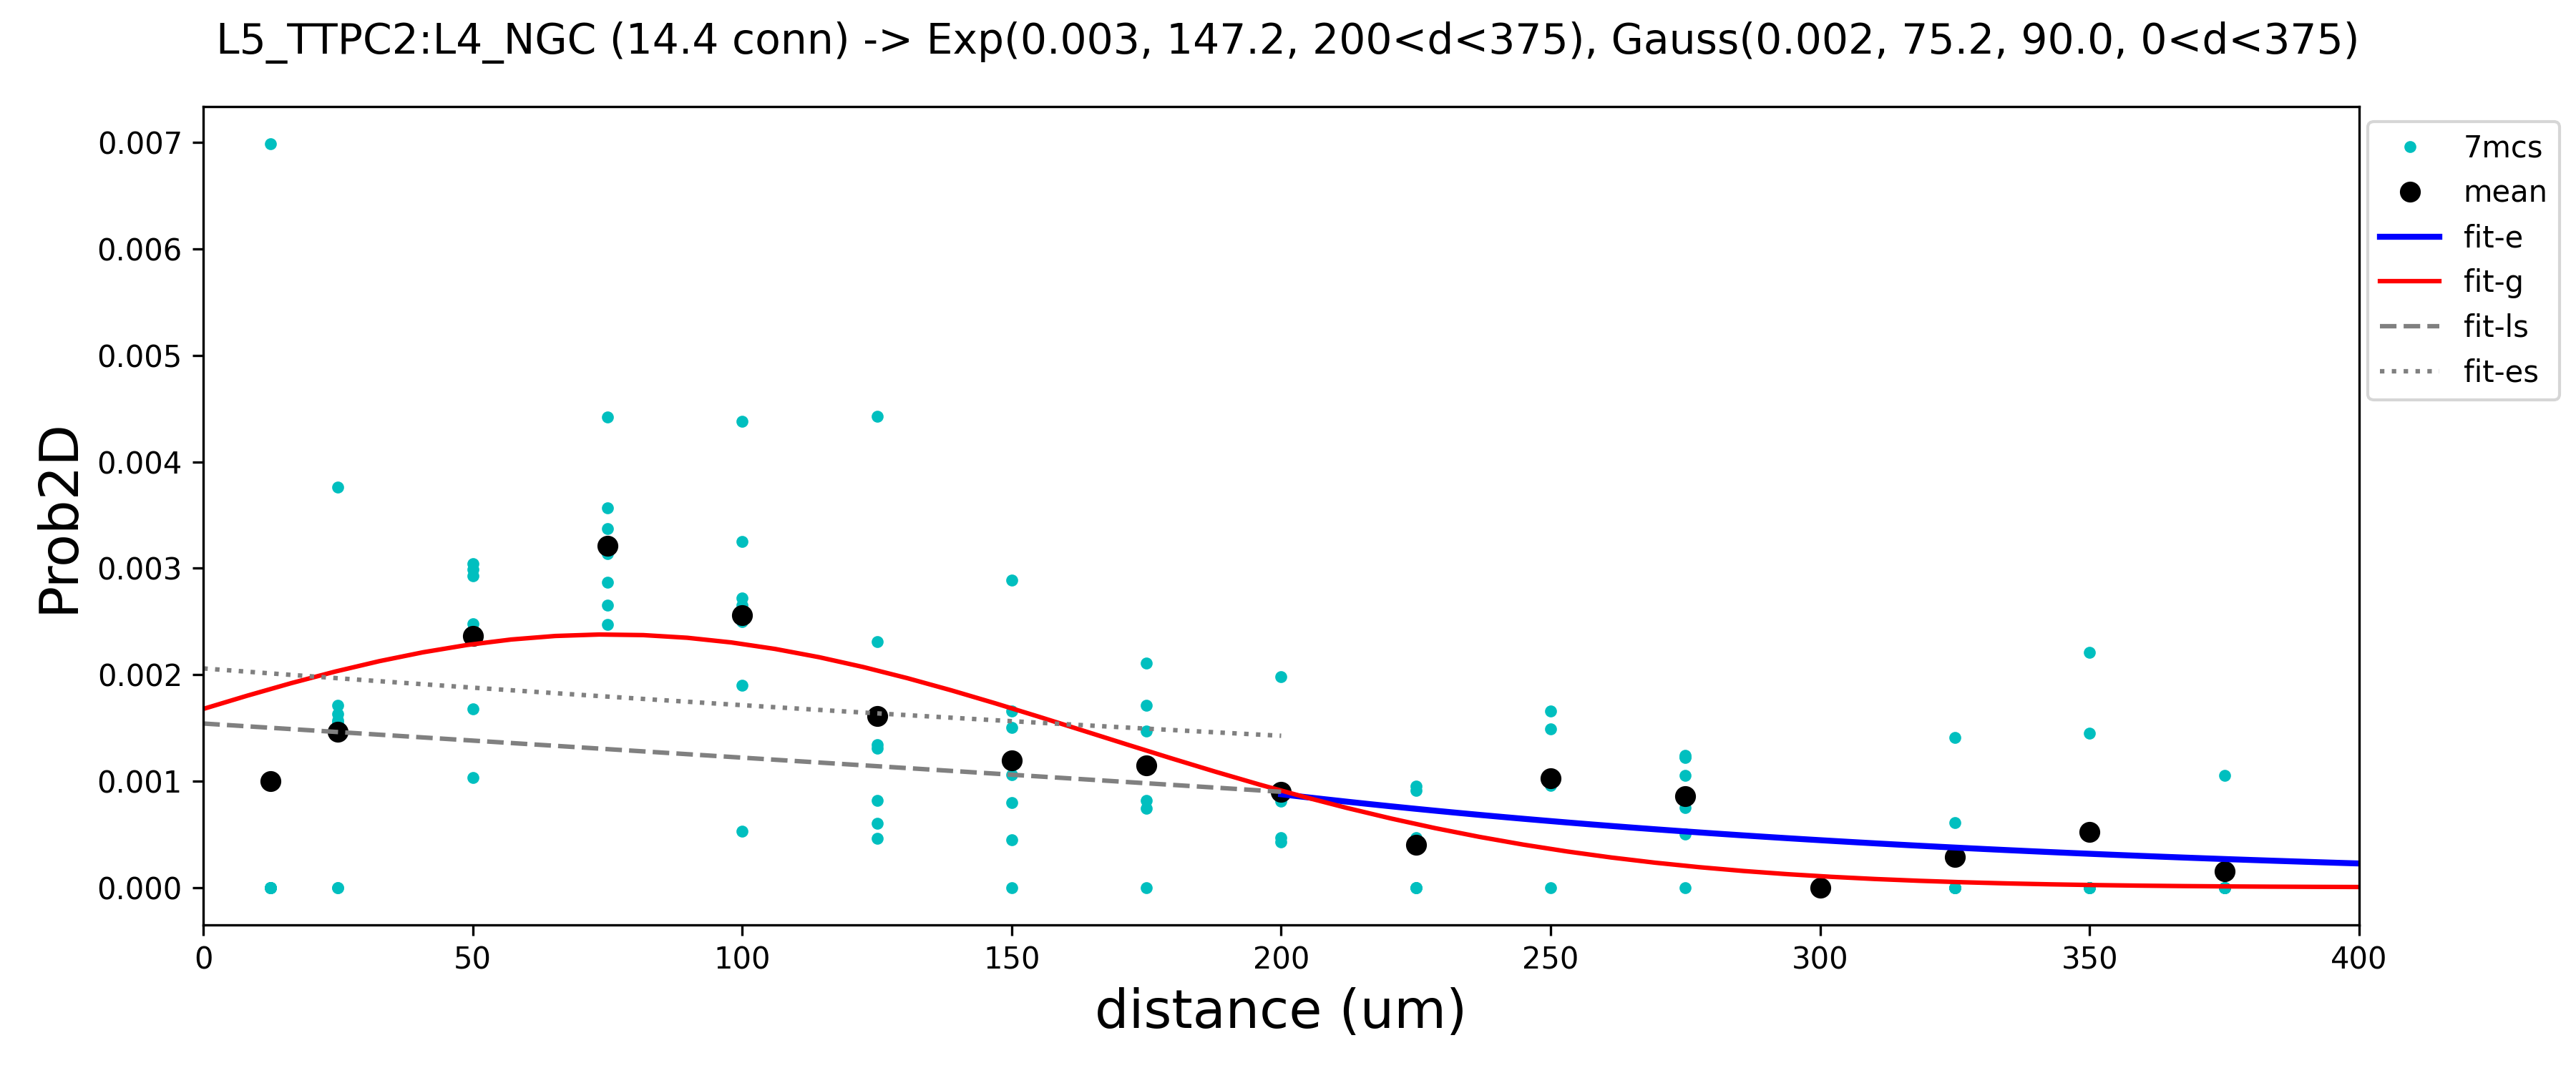 L5_TTPC2:L4_NGC (14.4 conn) -> Exp(0.003, 147.2, 200<d<375), Gauss(0.002, 75.2, 90.0, 0<d<375)
0.007
0.006
0.005
0.004
0.003
0.002
0.001
0.000
Prob2D
0 50 100 150 200 250 300 350 400
distance (um)
7mcs
mean
fit-e
fit-g
fit-ls
fit-es